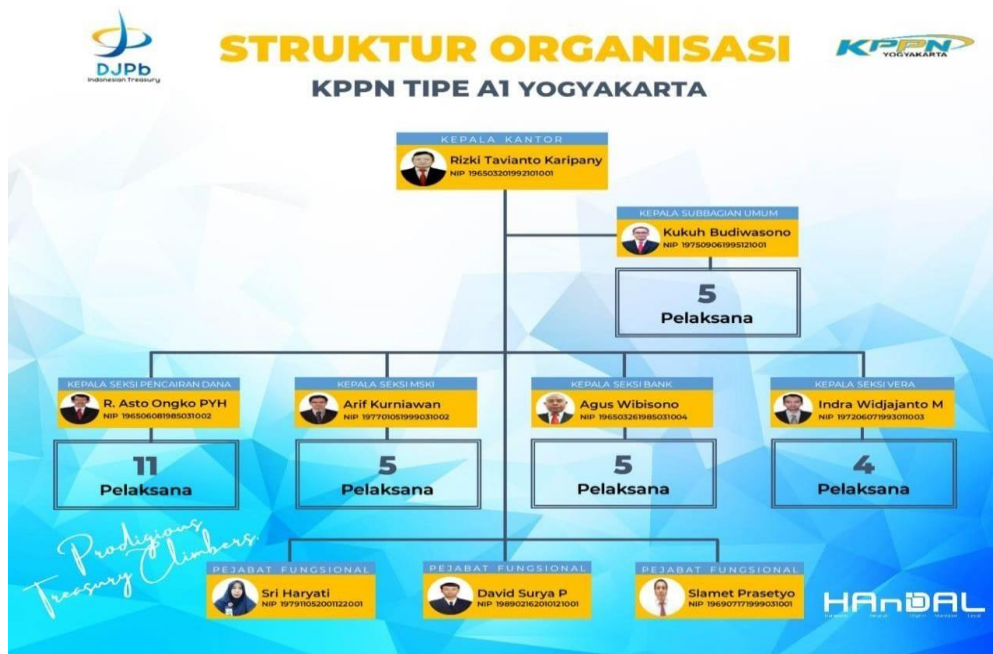 DJPb
Indonesian Treasury
STRUKTUR ORGANISASI
KPPN TIPE A1 YOGYAKARTA
KPPN
YOGYAKARTA
KEPALA KANTOR
Rizki Tavianto Karipany
NIP 196503201992101001
KEPALA SUBBAGIAN UMUM
Kukuh Budiwasono
NIP 197509061995121001
5
Pelaksana
KEPALA SEKSI PENCAIRAN DANA
R. Asto Ongko PYH
NIP 196506081985031002
11
Pelaksana
KEPALA SEKSI MSKI
Arif Kurniawan
NIP 197701051999031002
5
Pelaksana
KEPALA SEKSI BANK
Agus Wibisono
NIP 196503261985031004
5
Pelaksana
KEPALA SEKSI VERA
Indra Widjajanto M
NIP 197206071993011003
4
Pelaksana
Prodigious
Treasury Climbers.
PEJABAT FUNGSIONAL
Sri Haryati
NIP 197911052001122001
PEJABAT FUNGSIONAL
David Surya P
NIP 198902162010121001
PEJABAT FUNGSIONAL
Slamet Prasetyo
NIP 196907171999031001
HAnDAL